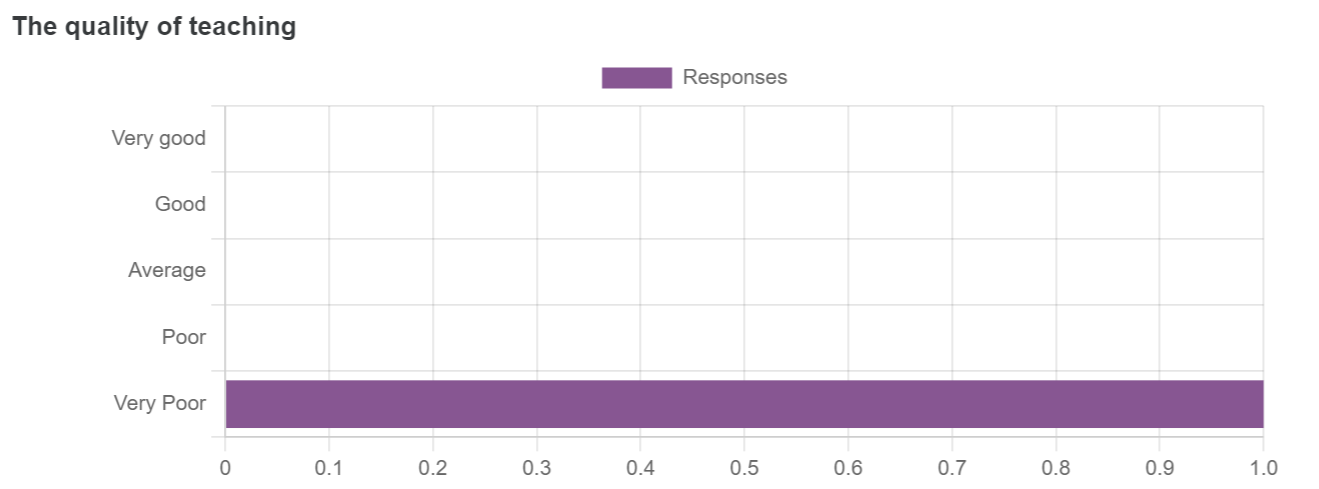 The quality of teaching
Responses
Very good
Good
Average
Poor
Very Poor
0 0.1 0.2 0.3 0.4 0.5 0.6 0.7 0.8 0.9 1.0